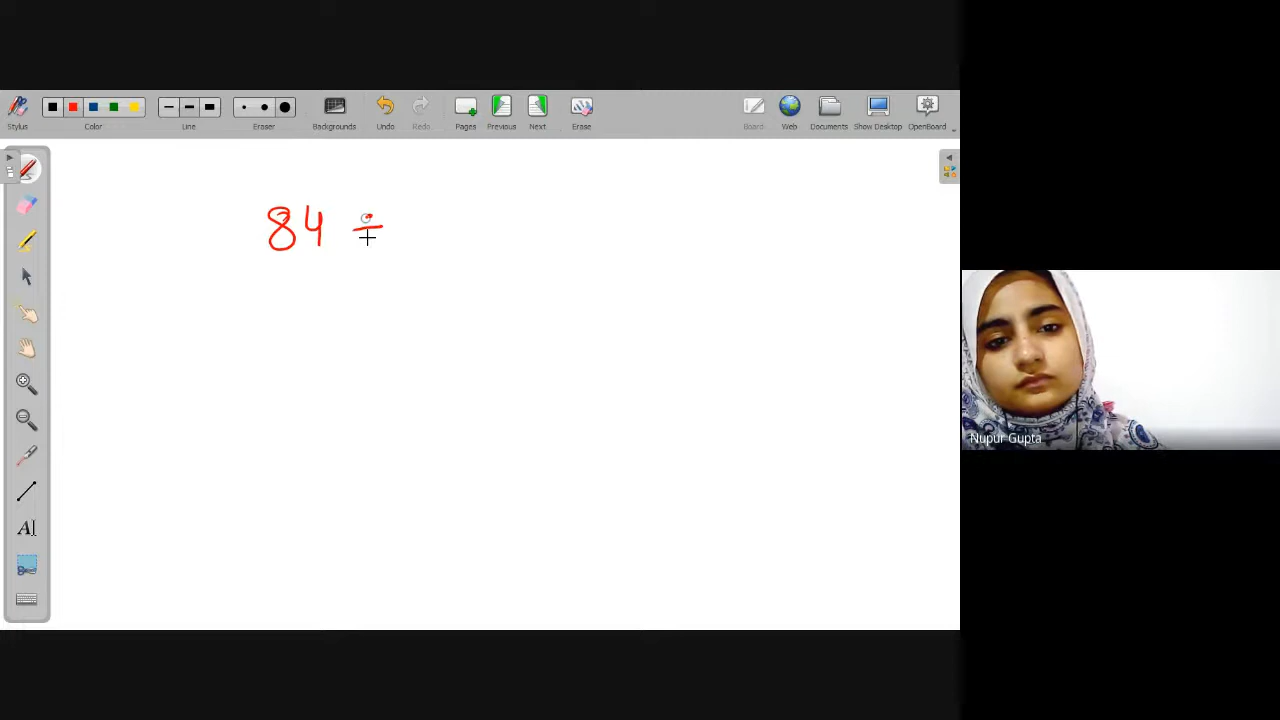 Stylus Color Line Eraser Backgrounds Undo Redo Pages Previous Next Erase Board Web Documents Show Desktop OpenBoard
84 ÷
A
Nupur Gupta